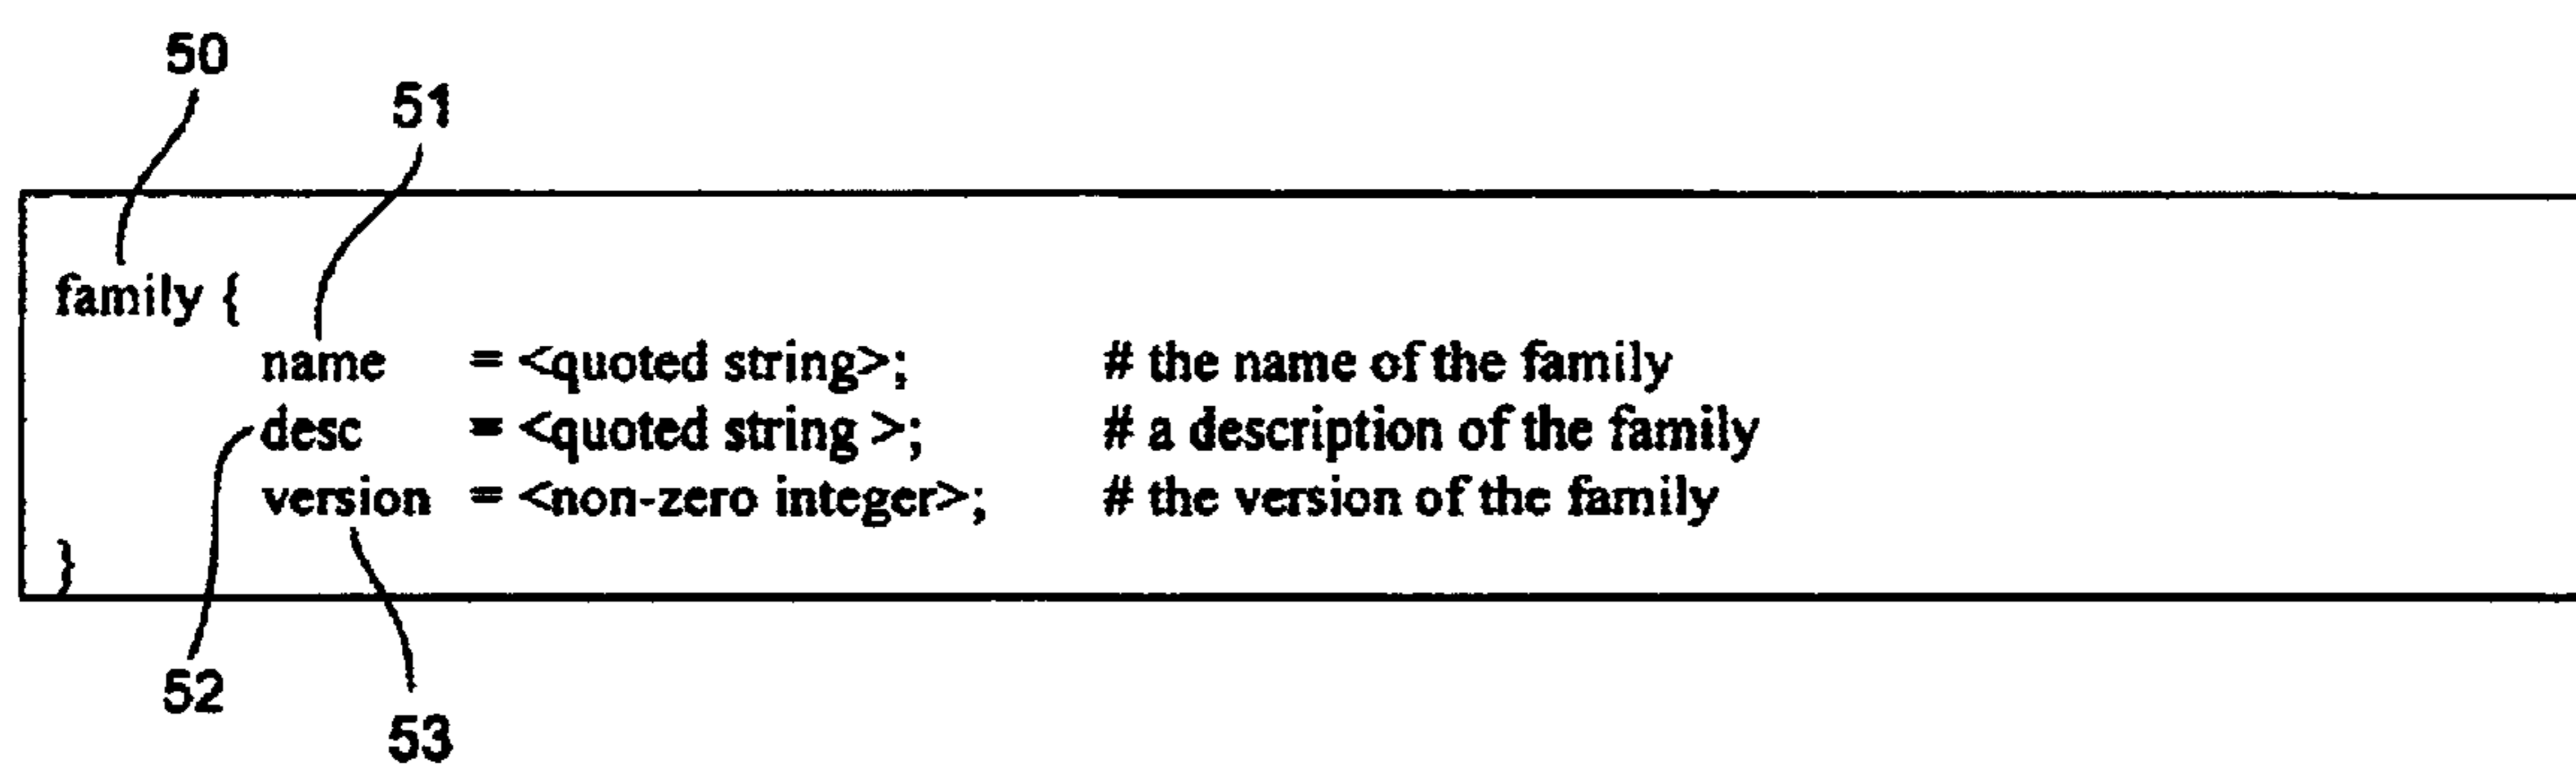 50
51
family {
name = <quoted string>; # the name of the family
desc = <quoted string >; # a description of the family
version = <non-zero integer>; # the version of the family
}
52
53